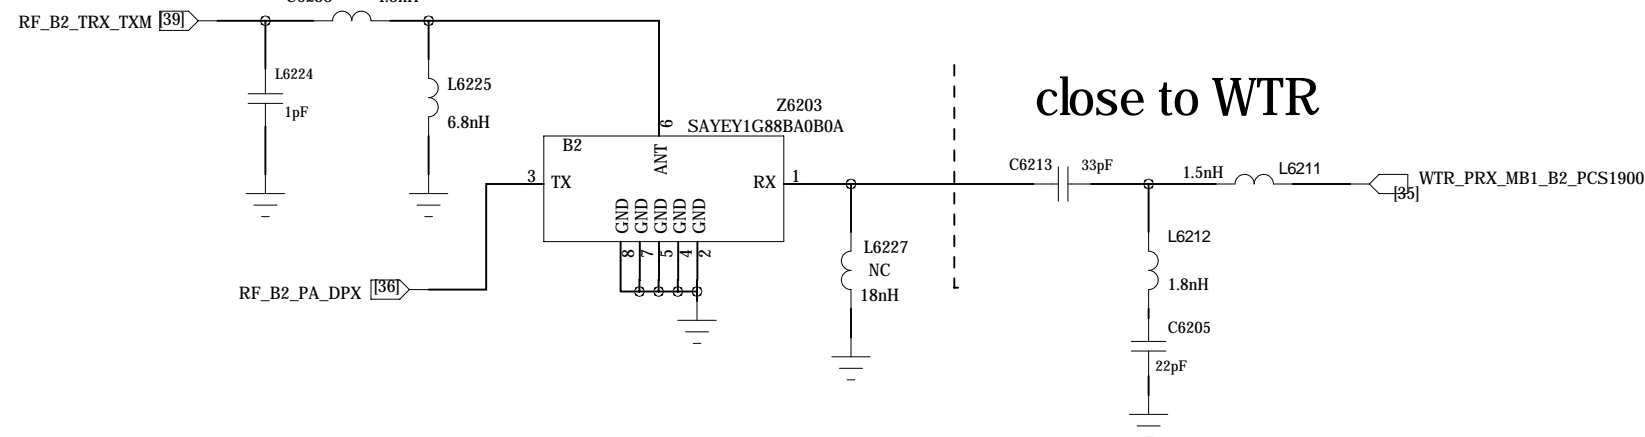 RF_B2_TRX_TXM [39]
L6224
1pF
L6225
6.8nH
Z6203
SAYEY1G88BA0B0A
B2
6
ANT
3
TX
RX
1
GND
GND
GND
GND
GND
8
7
5
4
2
RF_B2_PA_DPX [36]
L6227
NC
18nH
close to WTR
C6213
33pF
1.5nH
L6211
WTR_PRX_MB1_B2_PCS1900
[35]
L6212
1.8nH
C6205
22pF